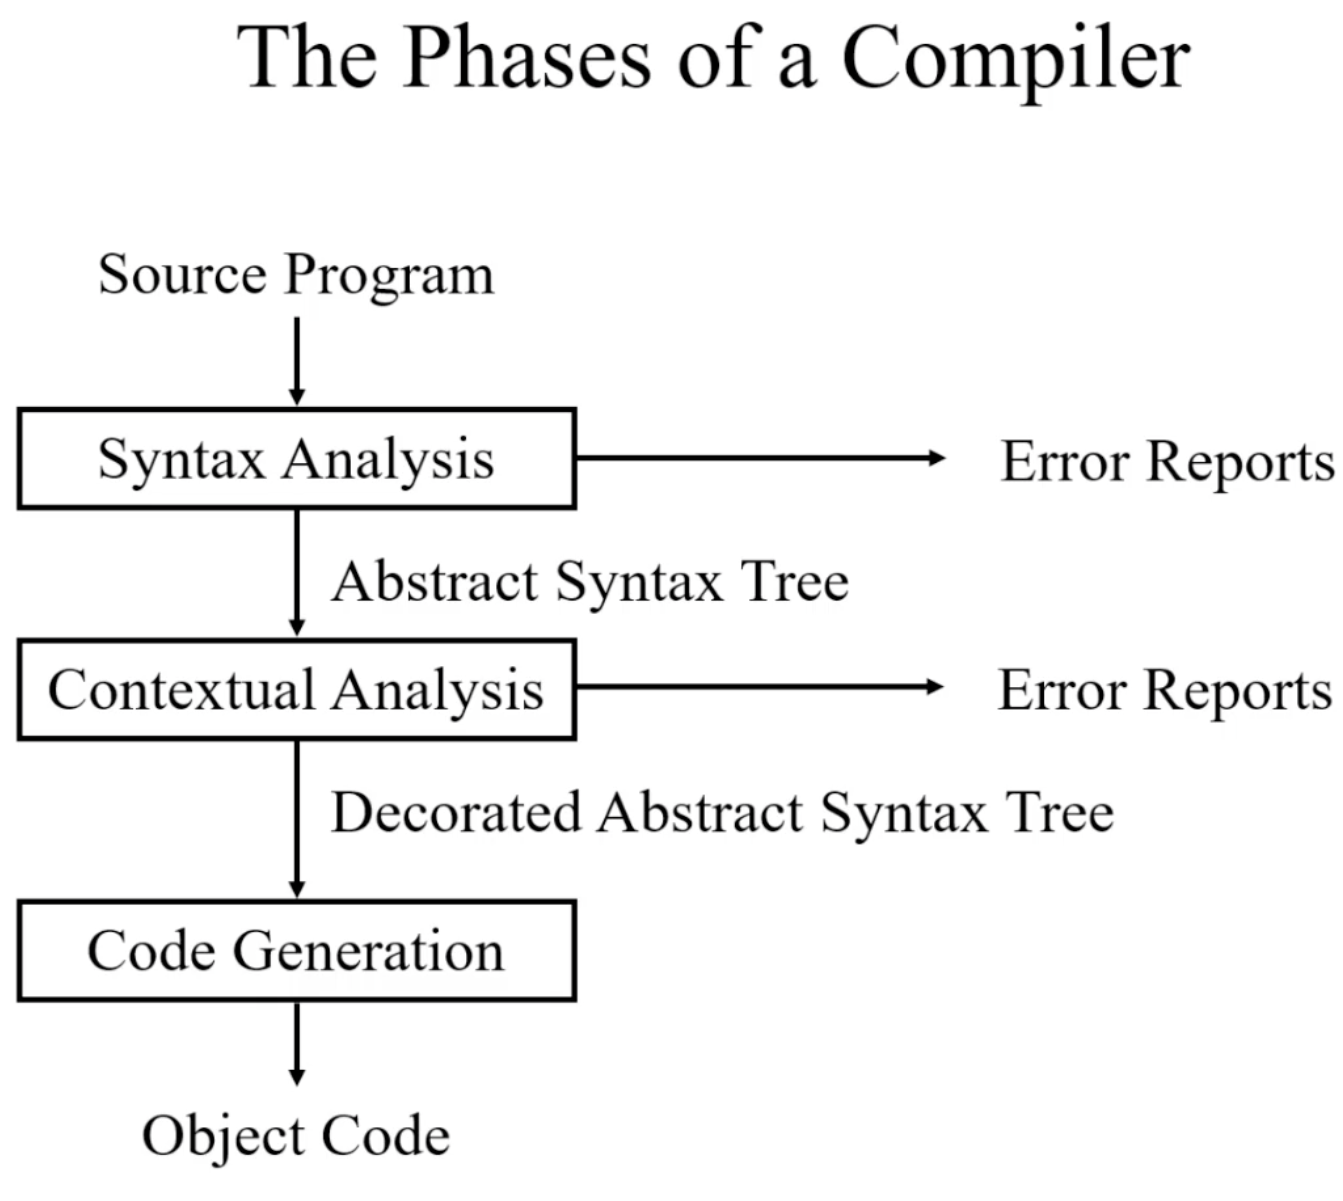 The Phases of a Compiler
Source Program
Syntax Analysis
Error Reports
Abstract Syntax Tree
Contextual Analysis
Error Reports
Decorated Abstract Syntax Tree
Code Generation
Object Code